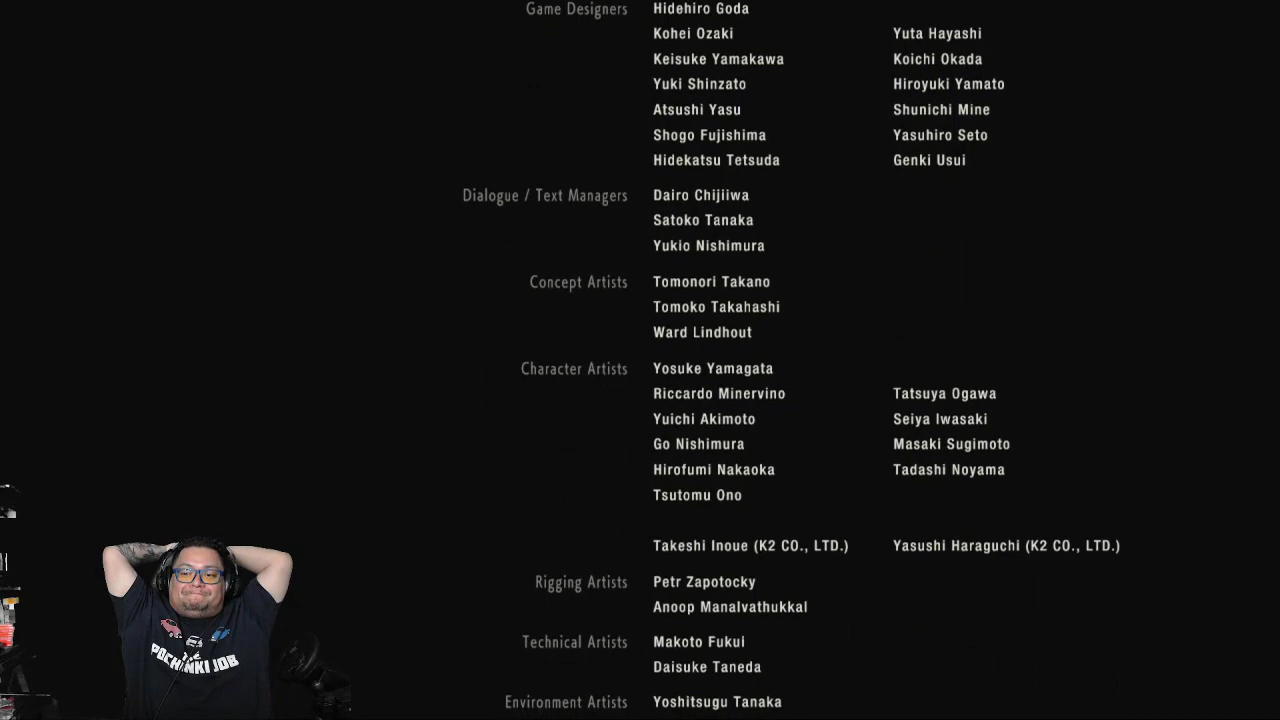 Game Designers Hidehiro Goda
Kohei Ozaki Yuta Hayashi
Keisuke Yamakawa Koichi Okada
Yuki Shinzato Hiroyuki Yamato
Atsushi Yasu Shunichi Mine
Shogo Fujishima Yasuhiro Seto
Hidekatsu Tetsuda Genki Usui
Dialogue / Text Managers Dairo Chijiiwa
Satoko Tanaka
Yukio Nishimura
Concept Artists Tomonori Takano
Tomoko Takahashi
Ward Lindhout
Character Artists Yosuke Yamagata
Riccardo Minervino Tatsuya Ogawa
Yuichi Akimoto Seiya Iwasaki
Go Nishimura Masaki Sugimoto
Hirofumi Nakaoka Tadashi Noyama
Tsutomu Ono
Takeshi Inoue (K2 CO., LTD.) Yasushi Haraguchi (K2 CO., LTD.)
Rigging Artists Petr Zapotocky
Anoop Manalvathukkal
Technical Artists Makoto Fukui
Daisuke Taneda
Environment Artists Yoshitsugu Tanaka
THE
POCHINKI JOB